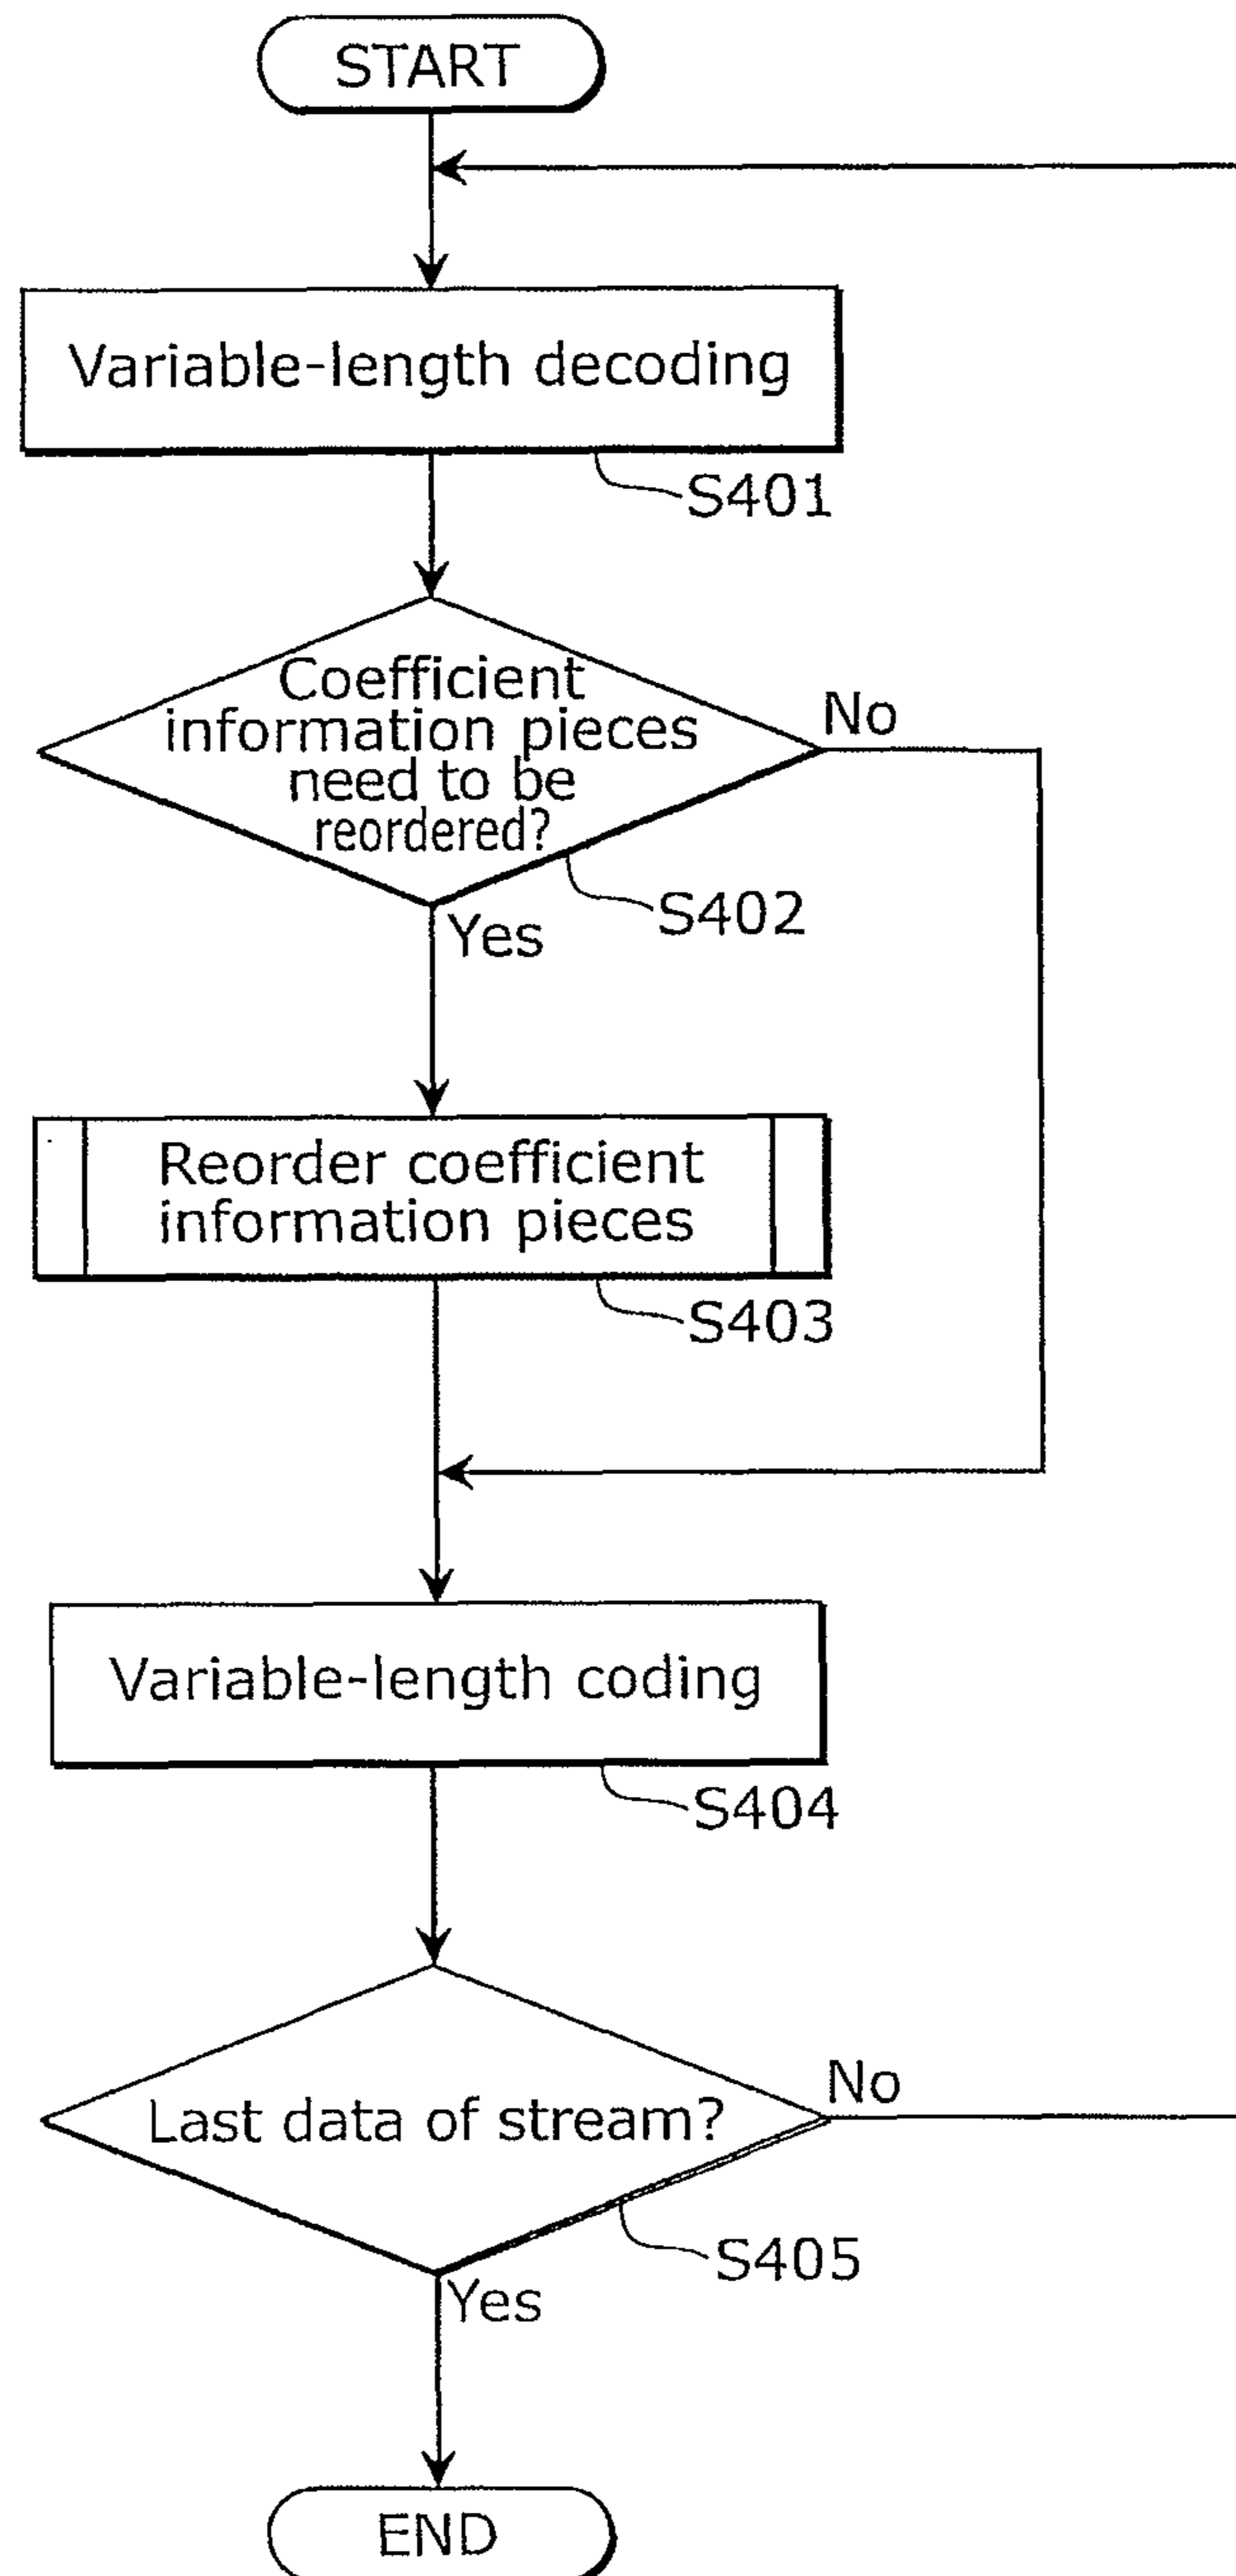 START
Variable-length decoding
S401
Coefficient
information pieces
need to be
reordered?
No
S402
Yes
Reorder coefficient
information pieces
S403
Variable-length coding
S404
Last data of stream?
No
S405
Yes
END